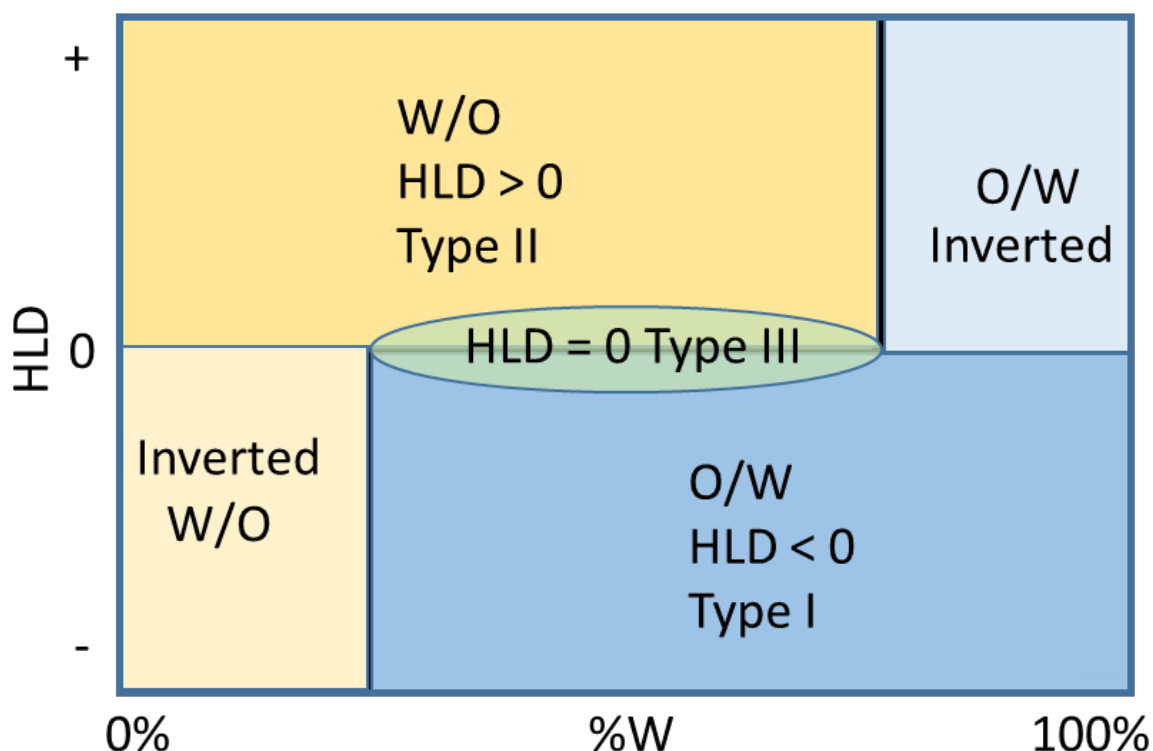 +
W/O
HLD > 0
Type II
O/W
Inverted
HLD
0
HLD = 0 Type III
Inverted
W/O
O/W
HLD < 0
Type I
-
0%
%W
100%